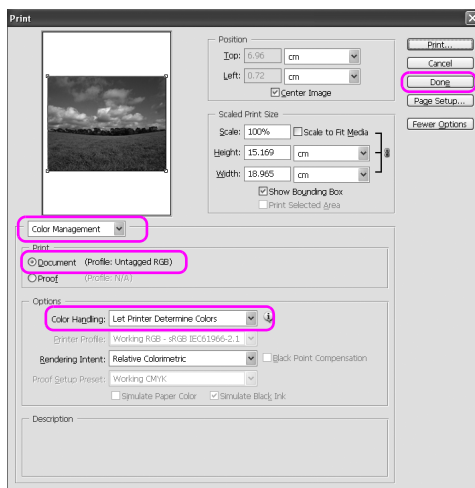 Print
Position
Top: 6.96 cm
Left: 0.72 cm
Center Image
Scaled Print Size
Scale: 100% Scale to Fit Media
Height: 15.169 cm
Width: 18.965 cm
Show Bounding Box
Print Selected Area
Print...
Cancel
Done
Page Setup...
Fewer Options
Color Management
Print
Document (Profile: Untagged RGB)
Proof (Profile: N/A)
Options
Color Handling: Let Printer Determine Colors
Printer Profile: Working RGB - sRGB IEC61966-2.1
Rendering Intent: Relative Colorimetric Black Point Compensation
Proof Setup Preset: Working CMYK
Simulate Paper Color Simulate Black Ink
Description